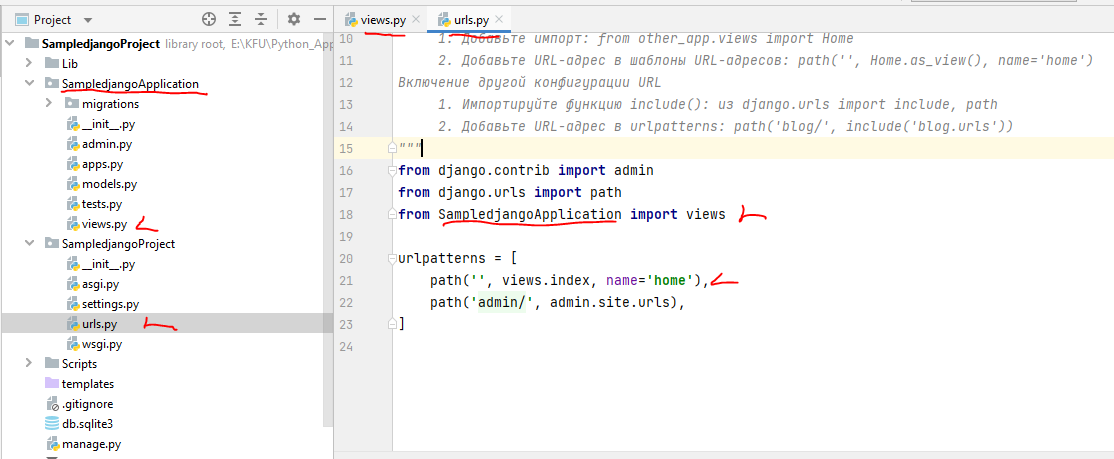 Project
SampledjangoProject library root, E:\KFU\Python_App
Lib
SampledjangoApplication
migrations
__init__.py
admin.py
apps.py
models.py
tests.py
views.py
SampledjangoProject
__init__.py
asgi.py
settings.py
urls.py
wsgi.py
Scripts
templates
.gitignore
db.sqlite3
manage.py
views.py
urls.py
10 1. Добавьте импорт: from other_app.views import Home
11 2. Добавьте URL-адрес в шаблоны URL-адресов: path('', Home.as_view(), name='home')
12 Включение другой конфигурации URL
13 1. Импортируйте функцию include(): из django.urls import include, path
14 2. Добавьте URL-адрес в urlpatterns: path('blog/', include('blog.urls'))
15 """
16 from django.contrib import admin
17 from django.urls import path
18 from SampledjangoApplication import views
19
20 urlpatterns = [
21 path('', views.index, name='home'),
22 path('admin/', admin.site.urls),
23 ]
24